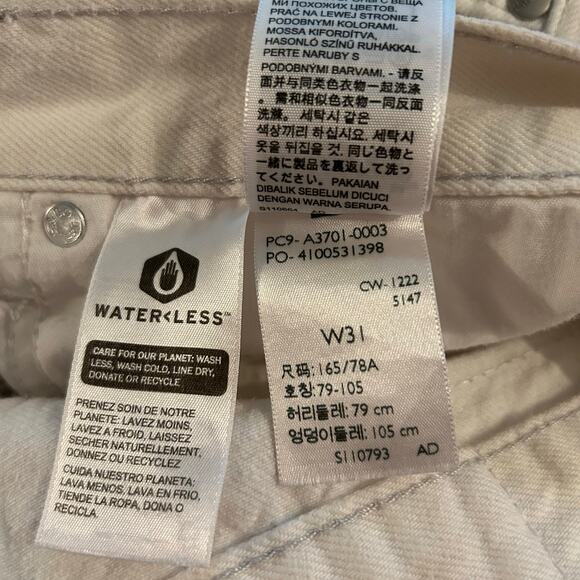 МИ ПОХОЖИХ ЦВЕТОВ.
PRAĆ NA LEWEJ STRONIE Z
PODOBNYMI KOLORAMI.
MOSSA KIFORDÍTVA,
HASONLÓ SZÍNŰ RUHÁKKAL.
PERTE NARUBY S
PODOBNÝMI BARVAMI. - 请反
面并与同类色衣物一起洗涤
。需和相似色衣物一同反面
洗滌。세탁시 같은
색상끼리 하십시요. 세탁시
옷을 뒤집을 것. 同じ色物と
一緒に製品を裏返して洗っ
てください。PAKAIAN
DIBALIK SEBELUM DICUCI
DENGAN WARNA SERUPA.
PC9- A3701-0003
PO- 4100531398
CW-1222
5147
W31
尺码:165/78A
호칭:79-105
허리둘레:79 cm
엉덩이둘레:105 cm
S110793 AD
WATER<LESS™
CARE FOR OUR PLANET: WASH
LESS, WASH COLD, LINE DRY,
DONATE OR RECYCLE
PRENEZ SOIN DE NOTRE
PLANETE: LAVEZ MOINS,
LAVEZ A FROID, LAISSEZ
SECHER NATURELLEMENT,
DONNEZ OU RECYCLEZ
CUIDA NUESTRO PLANETA:
LAVA MENOS, LAVA EN FRIO,
TIENDE LA ROPA, DONA O
RECICLA